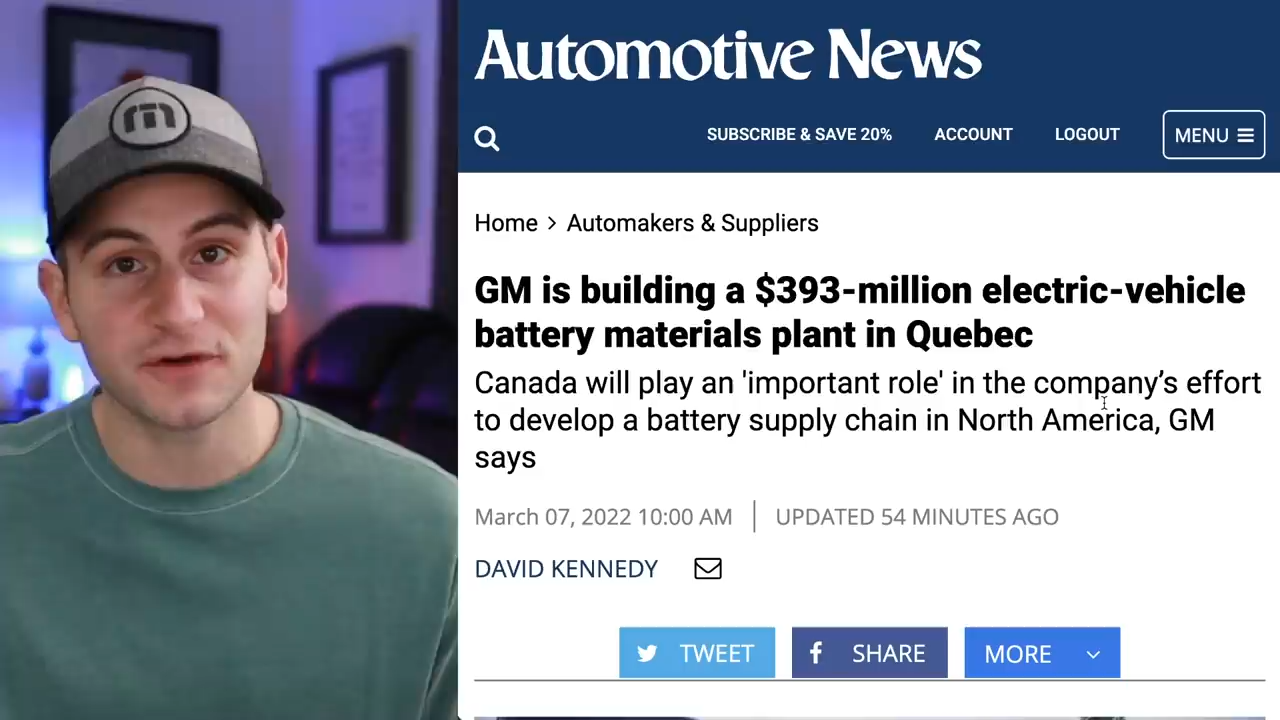 Automotive News
SUBSCRIBE & SAVE 20% ACCOUNT LOGOUT MENU
Home > Automakers & Suppliers
GM is building a $393-million electric-vehicle
battery materials plant in Quebec
Canada will play an 'important role' in the company’s effort
to develop a battery supply chain in North America, GM
says
March 07, 2022 10:00 AM | UPDATED 54 MINUTES AGO
DAVID KENNEDY
TWEET SHARE MORE